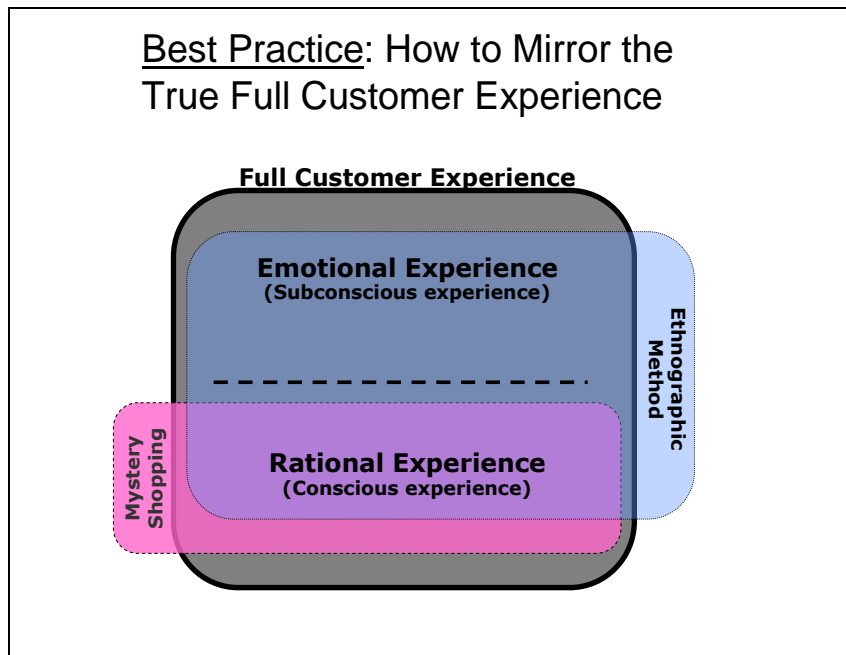 Best Practice: How to Mirror the
True Full Customer Experience
Full Customer Experience
Emotional Experience
(Subconscious experience)
Ethnographic
Method
Mystery
Shopping
Rational Experience
(Conscious experience)